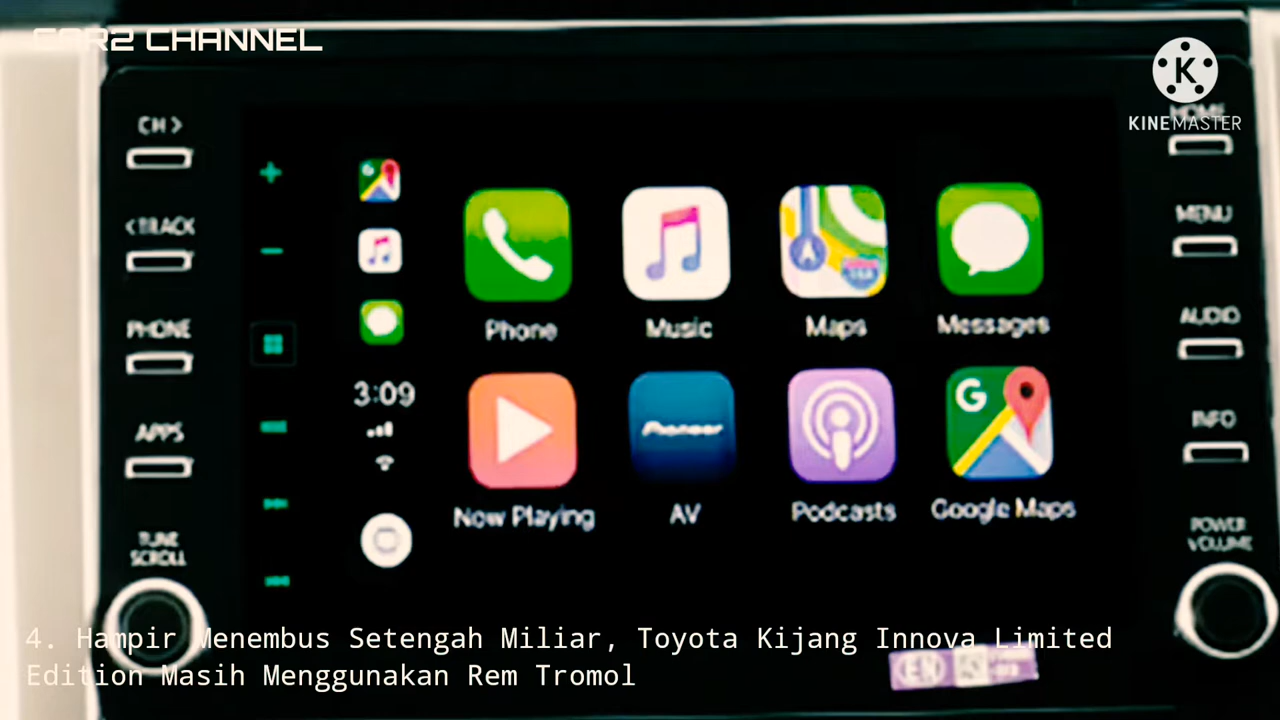 CAR2 CHANNEL
KINEMASTER
HOME
CH >
< TRACK
PHONE
APPS
TUNE
SCROLL
3:09
Phone
Music
Maps
Messages
Pioneer
G
Now Playing
AV
Podcasts
Google Maps
MENU
AUDIO
INFO
POWER
VOLUME
4. Hampir Menembus Setengah Miliar, Toyota Kijang Innova Limited
Edition Masih Menggunakan Rem Tromol